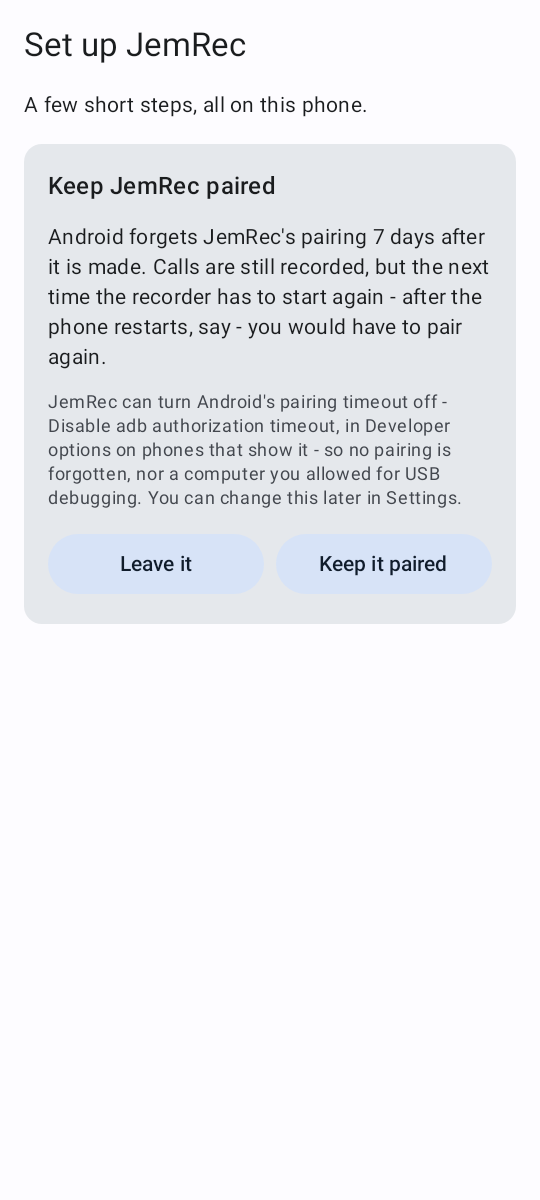 Set up JemRec
A few short steps, all on this phone.
Keep JemRec paired
Android forgets JemRec's pairing 7 days after
it is made. Calls are still recorded, but the next
time the recorder has to start again - after the
phone restarts, say - you would have to pair
again.
JemRec can turn Android's pairing timeout off -
Disable adb authorization timeout, in Developer
options on phones that show it - so no pairing is
forgotten, nor a computer you allowed for USB
debugging. You can change this later in Settings.
Leave it
Keep it paired